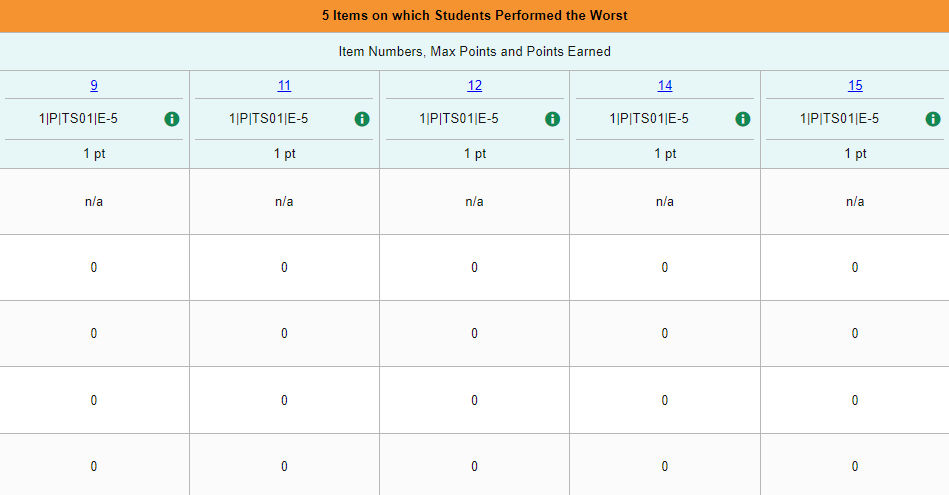 5 Items on which Students Performed the Worst
Item Numbers, Max Points and Points Earned
9 11 12 14 15
1|P|TS01|E-5 i 1|P|TS01|E-5 i 1|P|TS01|E-5 i 1|P|TS01|E-5 i 1|P|TS01|E-5 i
1 pt 1 pt 1 pt 1 pt 1 pt
n/a n/a n/a n/a n/a
0 0 0 0 0
0 0 0 0 0
0 0 0 0 0
0 0 0 0 0